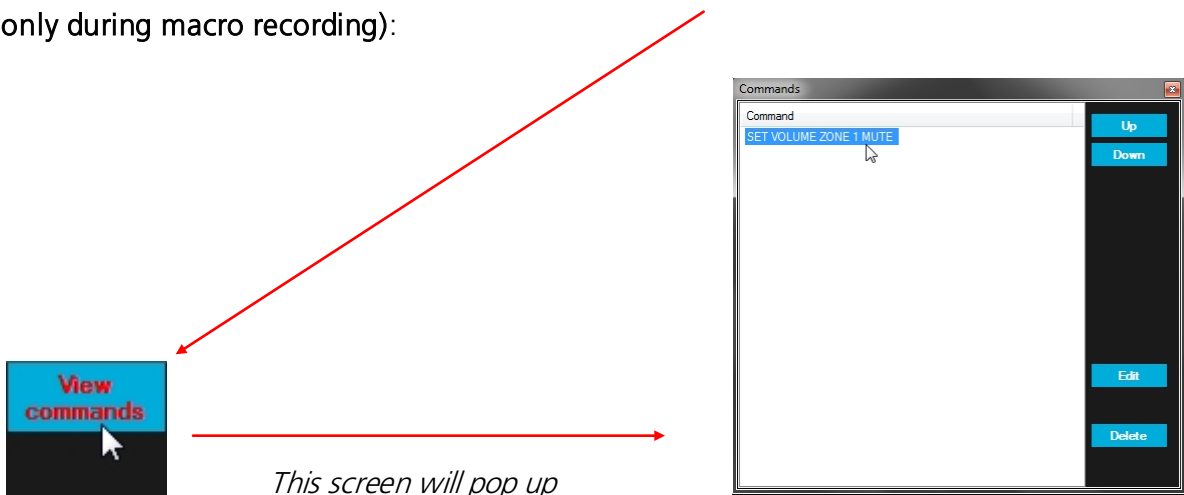 only during macro recording):
Commands
Command
SET VOLUME ZONE 1 MUTE
Up
Down
Edit
Delete
View
commands
This screen will pop up